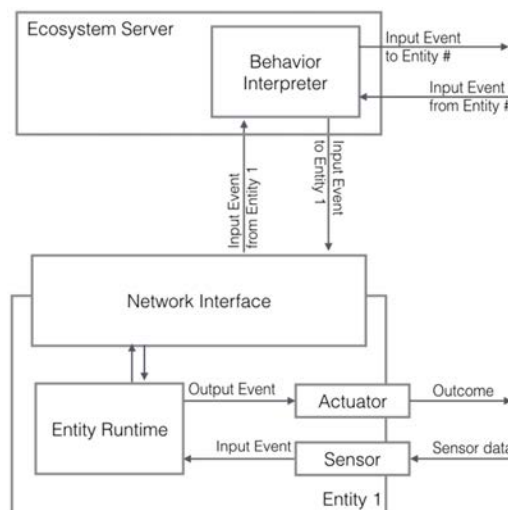 Ecosystem Server
Behavior
Interpreter
Input Event
to Entity #
Input Event
from Entity #
Input Event
from Entity 1
Input Event
to Entity 1
Network Interface
Entity Runtime
Output Event
Actuator
Outcome
Input Event
Sensor
Sensor data
Entity 1